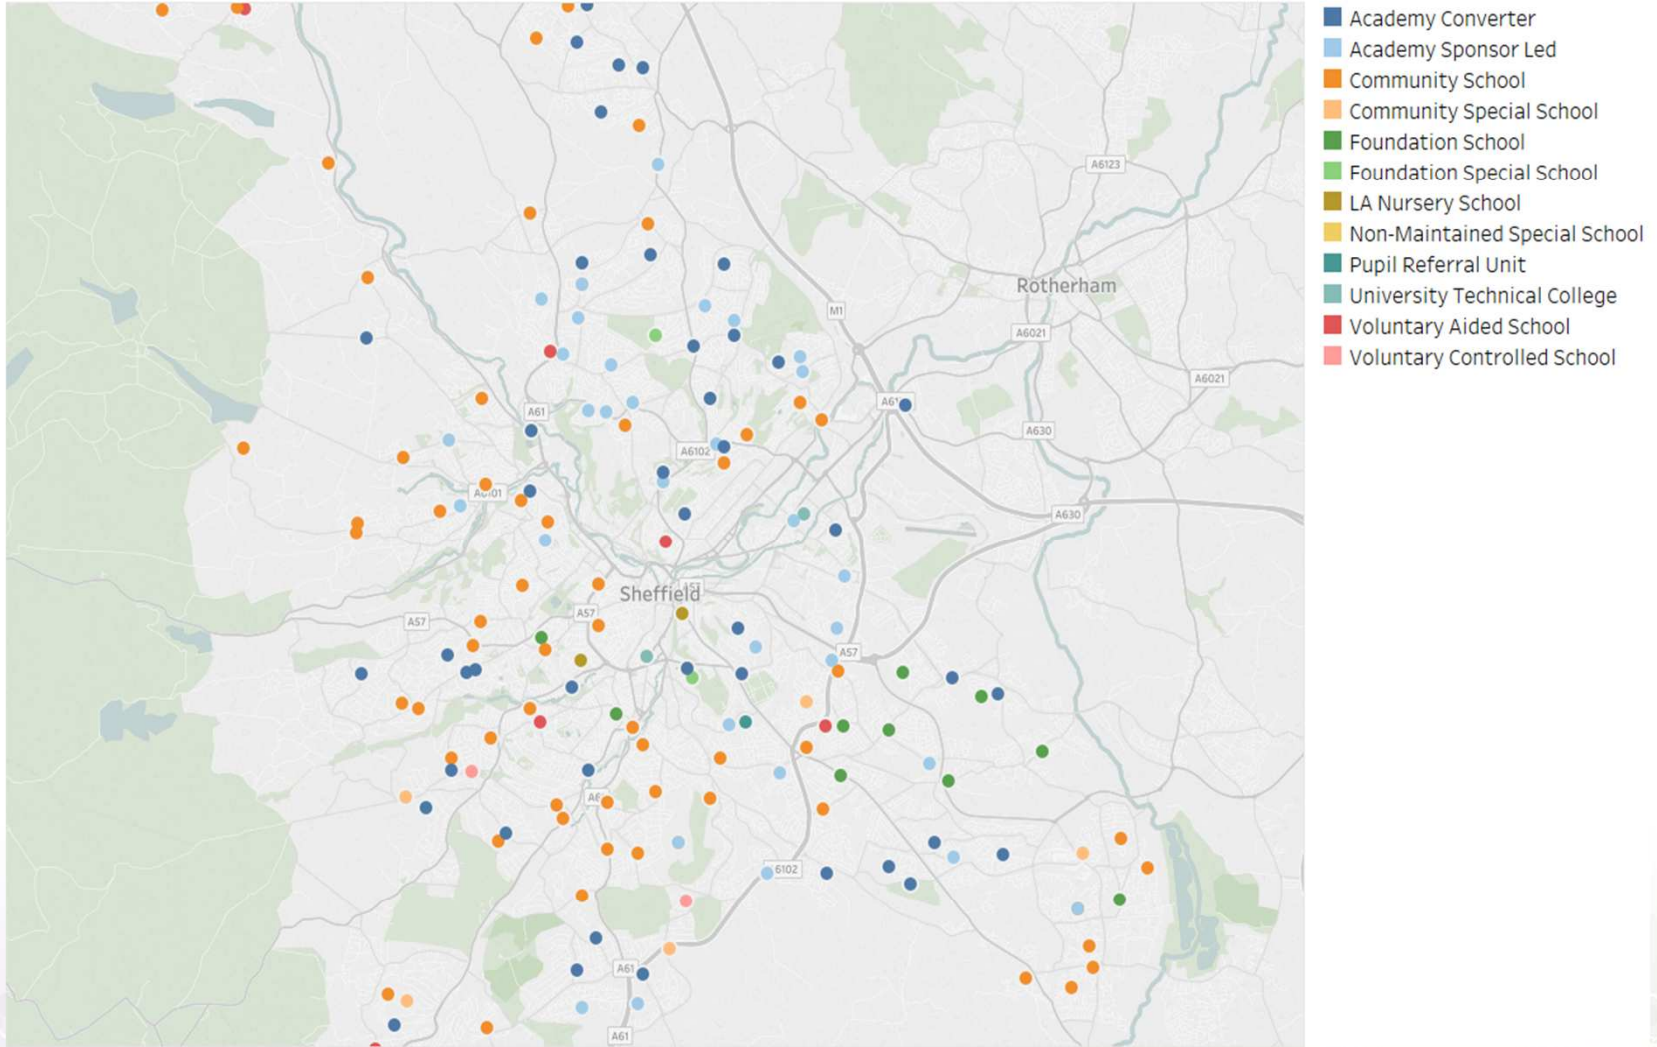 Academy Converter
Academy Sponsor Led
Community School
Community Special School
Foundation School
Foundation Special School
LA Nursery School
Non-Maintained Special School
Pupil Referral Unit
University Technical College
Voluntary Aided School
Voluntary Controlled School
A6123
Rotherham
M1
A6021
A6021
A61
A61
A630
A6102
A630
Sheffield
A57
A57
A57
6102
A61
A61